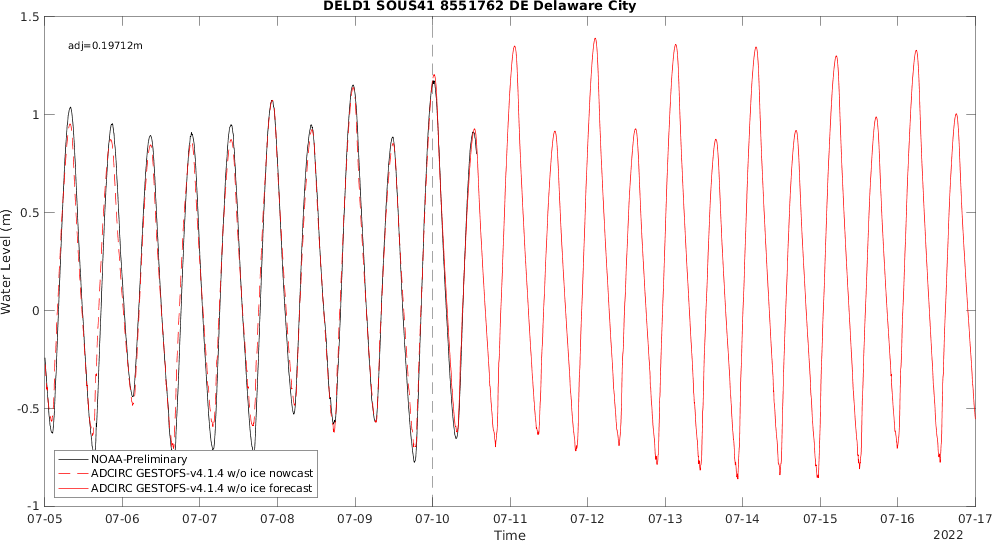 DELD1 SOUS41 8551762 DE Delaware City
adj=0.19712m
1.5
1
0.5
0
-0.5
-1
Water Level (m)
NOAA-Preliminary
ADCIRC GESTOFS-v4.1.4 w/o ice nowcast
ADCIRC GESTOFS-v4.1.4 w/o ice forecast
07-05 07-06 07-07 07-08 07-09 07-10 07-11 07-12 07-13 07-14 07-15 07-16 07-17
Time
2022